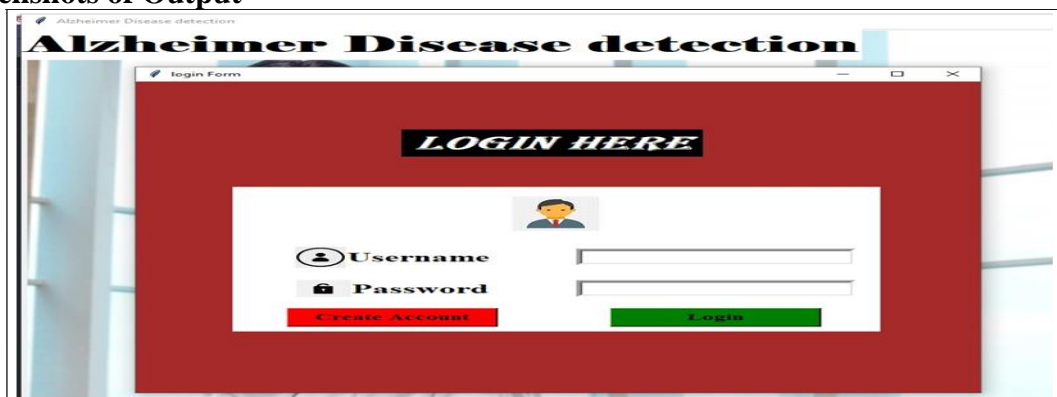 Alzheimer Disease detection
Alzheimer Disease detection
login Form
LOGIN HERE
Username
Password
Create Account Login